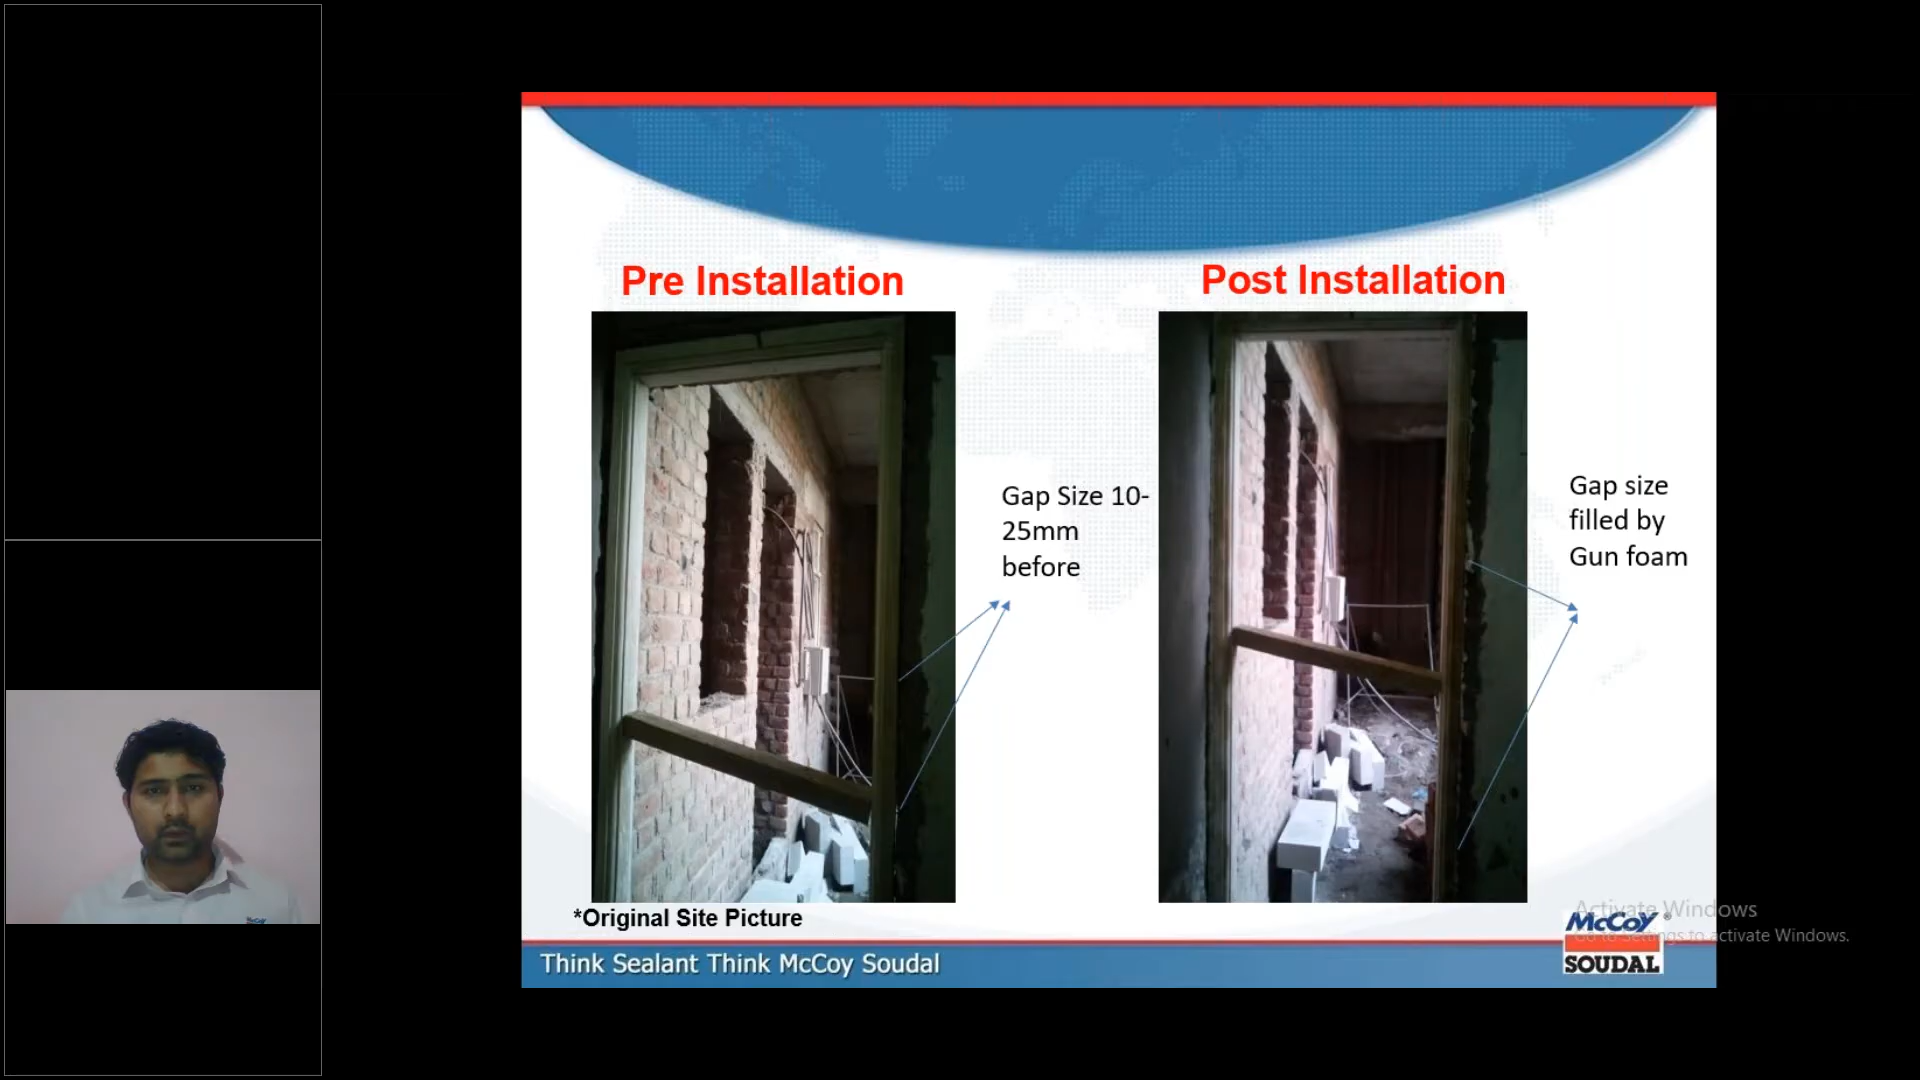 Pre Installation
Post Installation
Gap Size 10-
25mm
before
Gap size
filled by
Gun foam
*Original Site Picture
Think Sealant Think McCoy Soudal
McCoy
SOUDAL
Activate Windows
Go to Settings to activate Windows.
McCoy